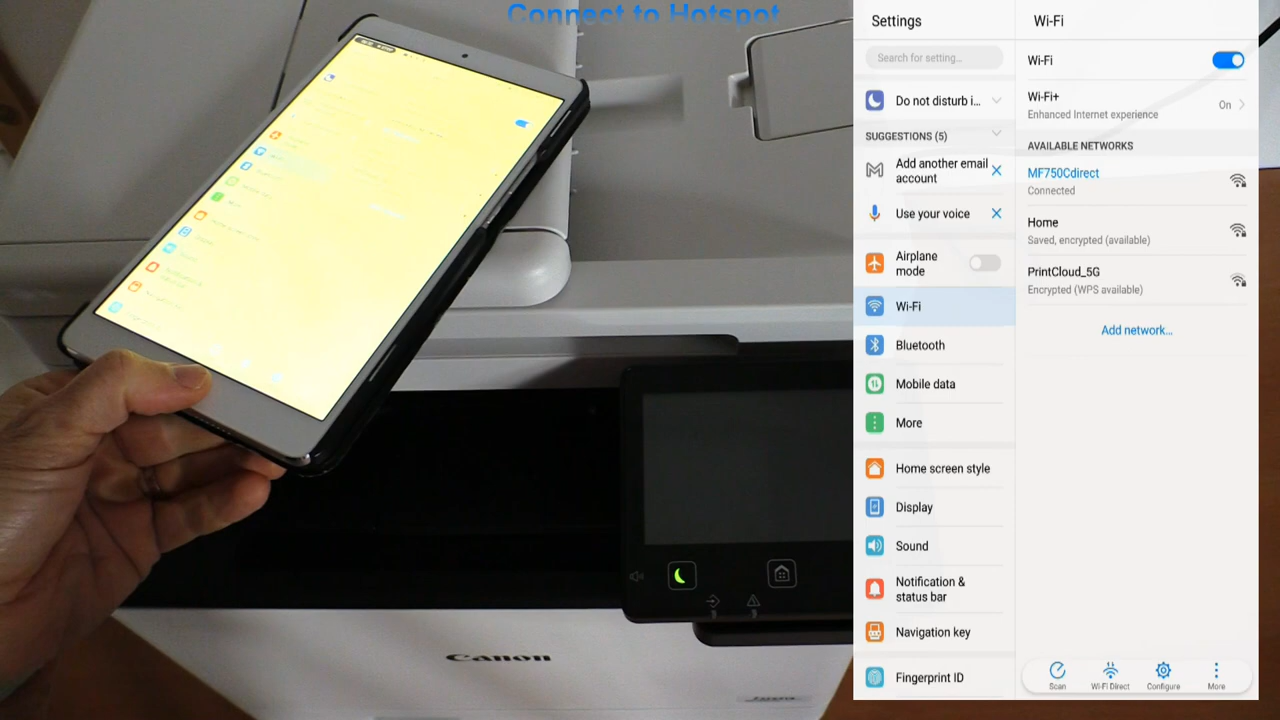 Connect to Hotspot
Settings
Search for setting...
Do not disturb i...
SUGGESTIONS (5)
Add another email
account
Use your voice
Airplane
mode
Wi-Fi
Bluetooth
Mobile data
More
Home screen style
Display
Sound
Notification &
status bar
Navigation key
Fingerprint ID
Wi-Fi
Wi-Fi
Wi-Fi+
Enhanced Internet experience
On
AVAILABLE NETWORKS
MF750Cdirect
Connected
Home
Saved, encrypted (available)
PrintCloud_5G
Encrypted (WPS available)
Add network...
Scan
Wi-Fi Direct
Configure
More
Canon